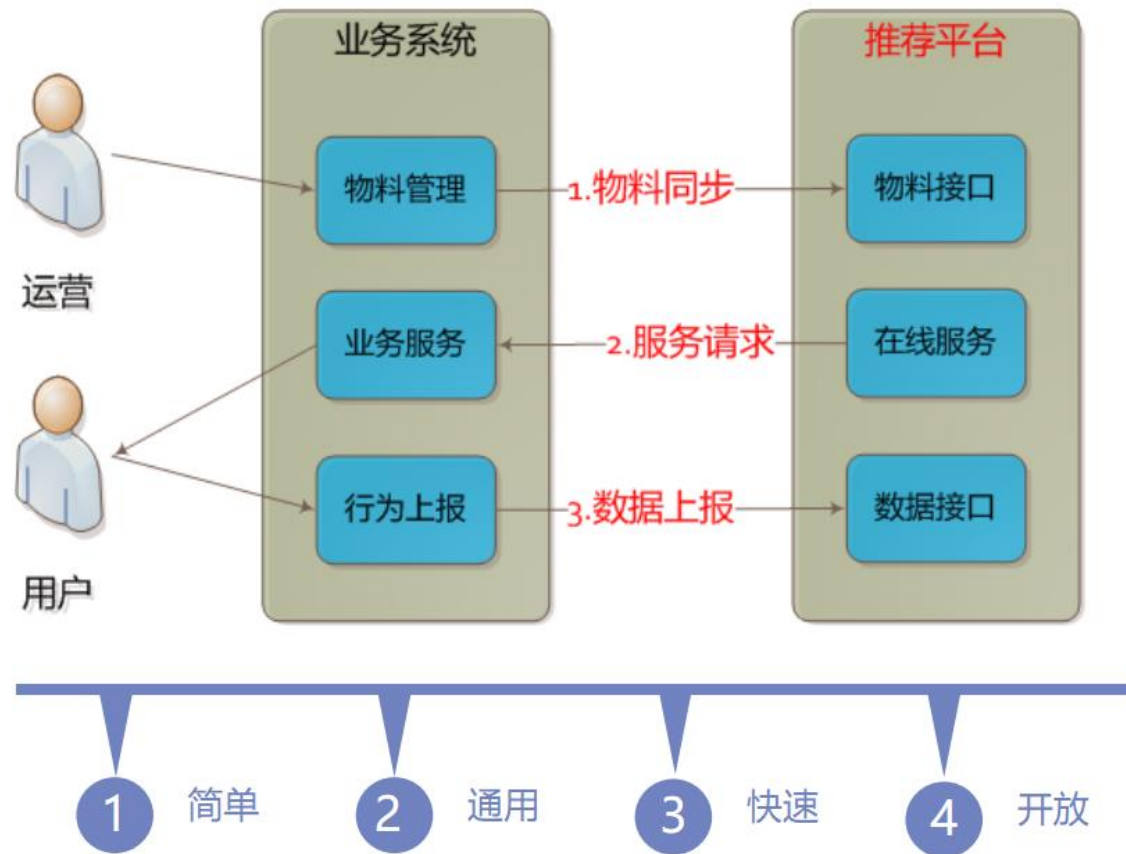 业务系统
推荐平台
物料管理
1.物料同步
物料接口
运营
业务服务
2.服务请求
在线服务
行为上报
3.数据上报
数据接口
用户
1 简单
2 通用
3 快速
4 开放